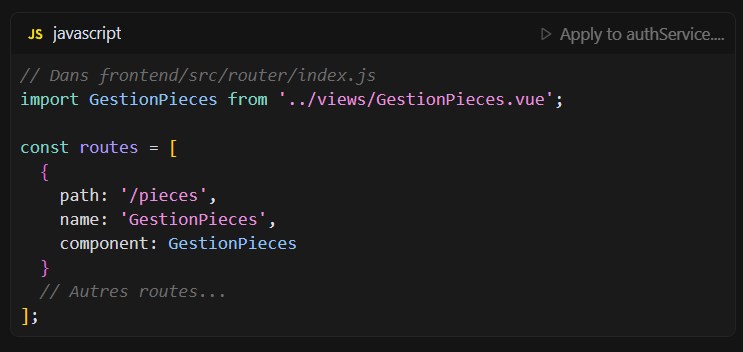 JS javascript
Apply to authService....
// Dans frontend/src/router/index.js
import GestionPieces from '../views/GestionPieces.vue';
const routes = [
{
path: '/pieces',
name: 'GestionPieces',
component: GestionPieces
}
// Autres routes...
];